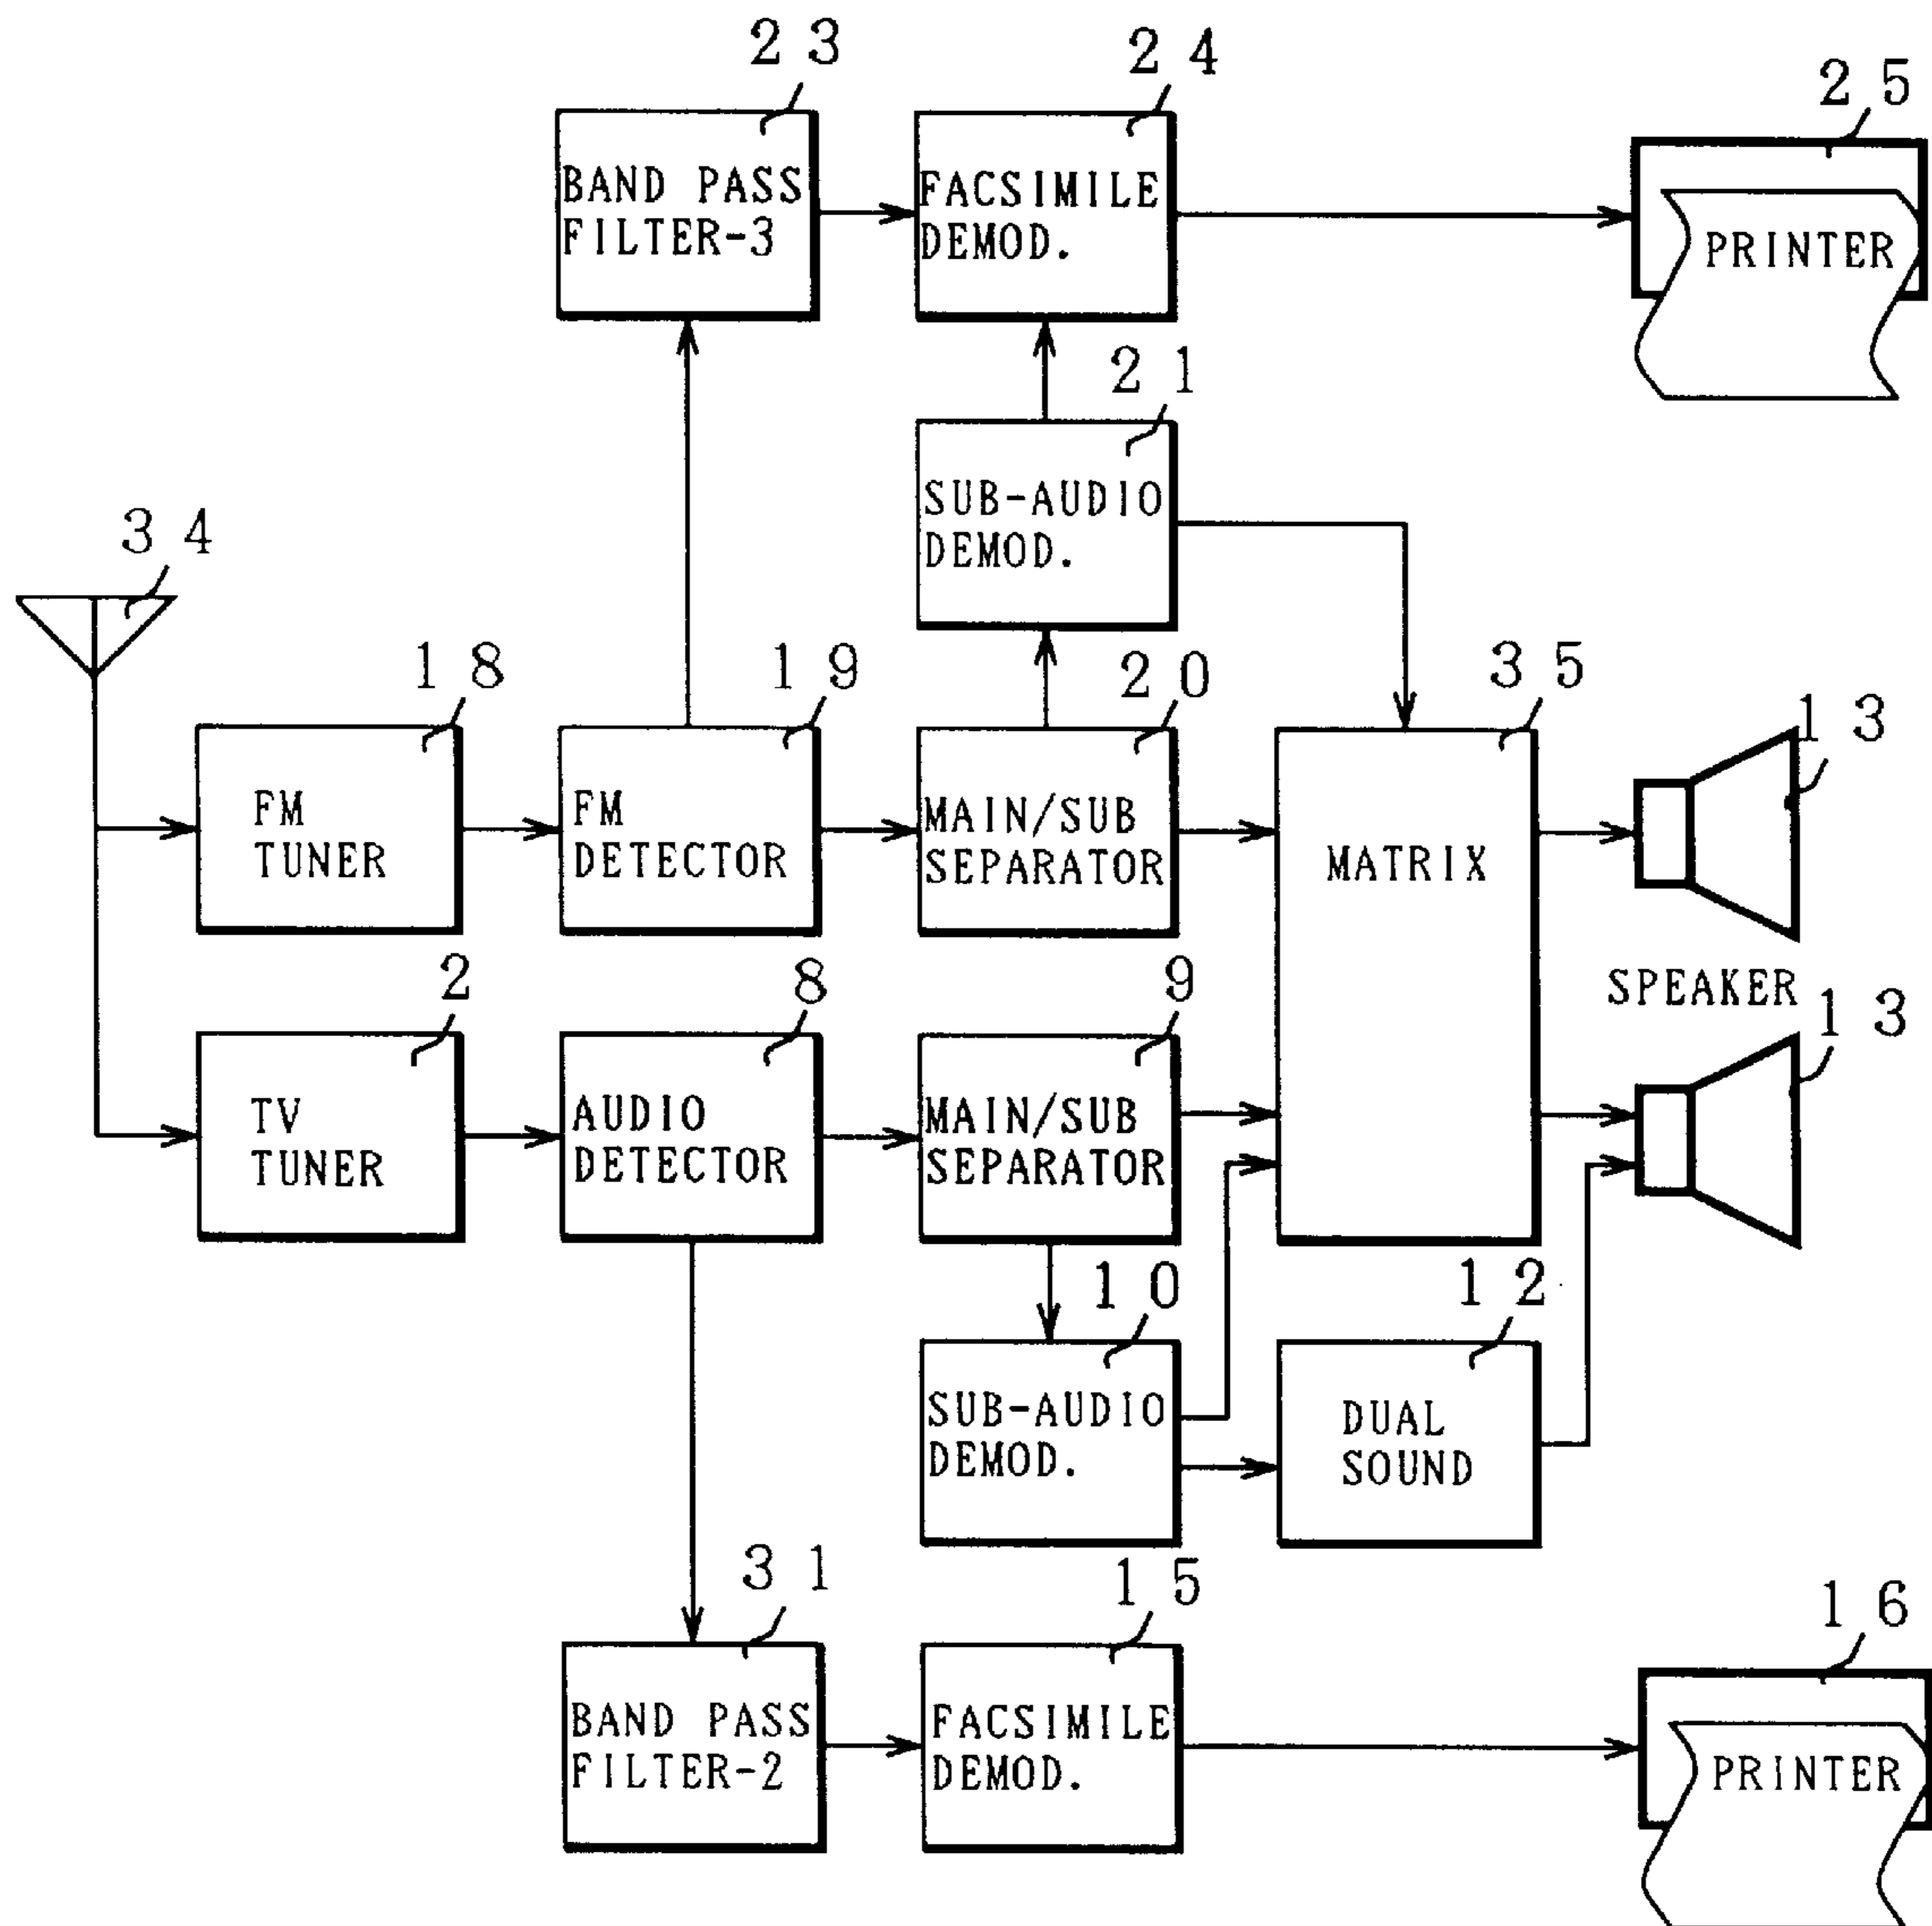 23
24
25
BAND PASS
FILTER-3
FACSIMILE
DEMOD.
PRINTER
21
SUB-AUDIO
DEMOD.
34
18
19
20
35
13
FM
TUNER
FM
DETECTOR
MAIN/SUB
SEPARATOR
MATRIX
SPEAKER
2
8
9
13
TV
TUNER
AUDIO
DETECTOR
MAIN/SUB
SEPARATOR
10
12
SUB-AUDIO
DEMOD.
DUAL
SOUND
31
15
16
BAND PASS
FILTER-2
FACSIMILE
DEMOD.
PRINTER